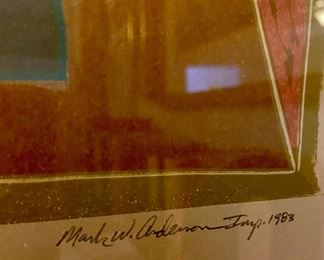 Mark W. Anderson Imp. 1983